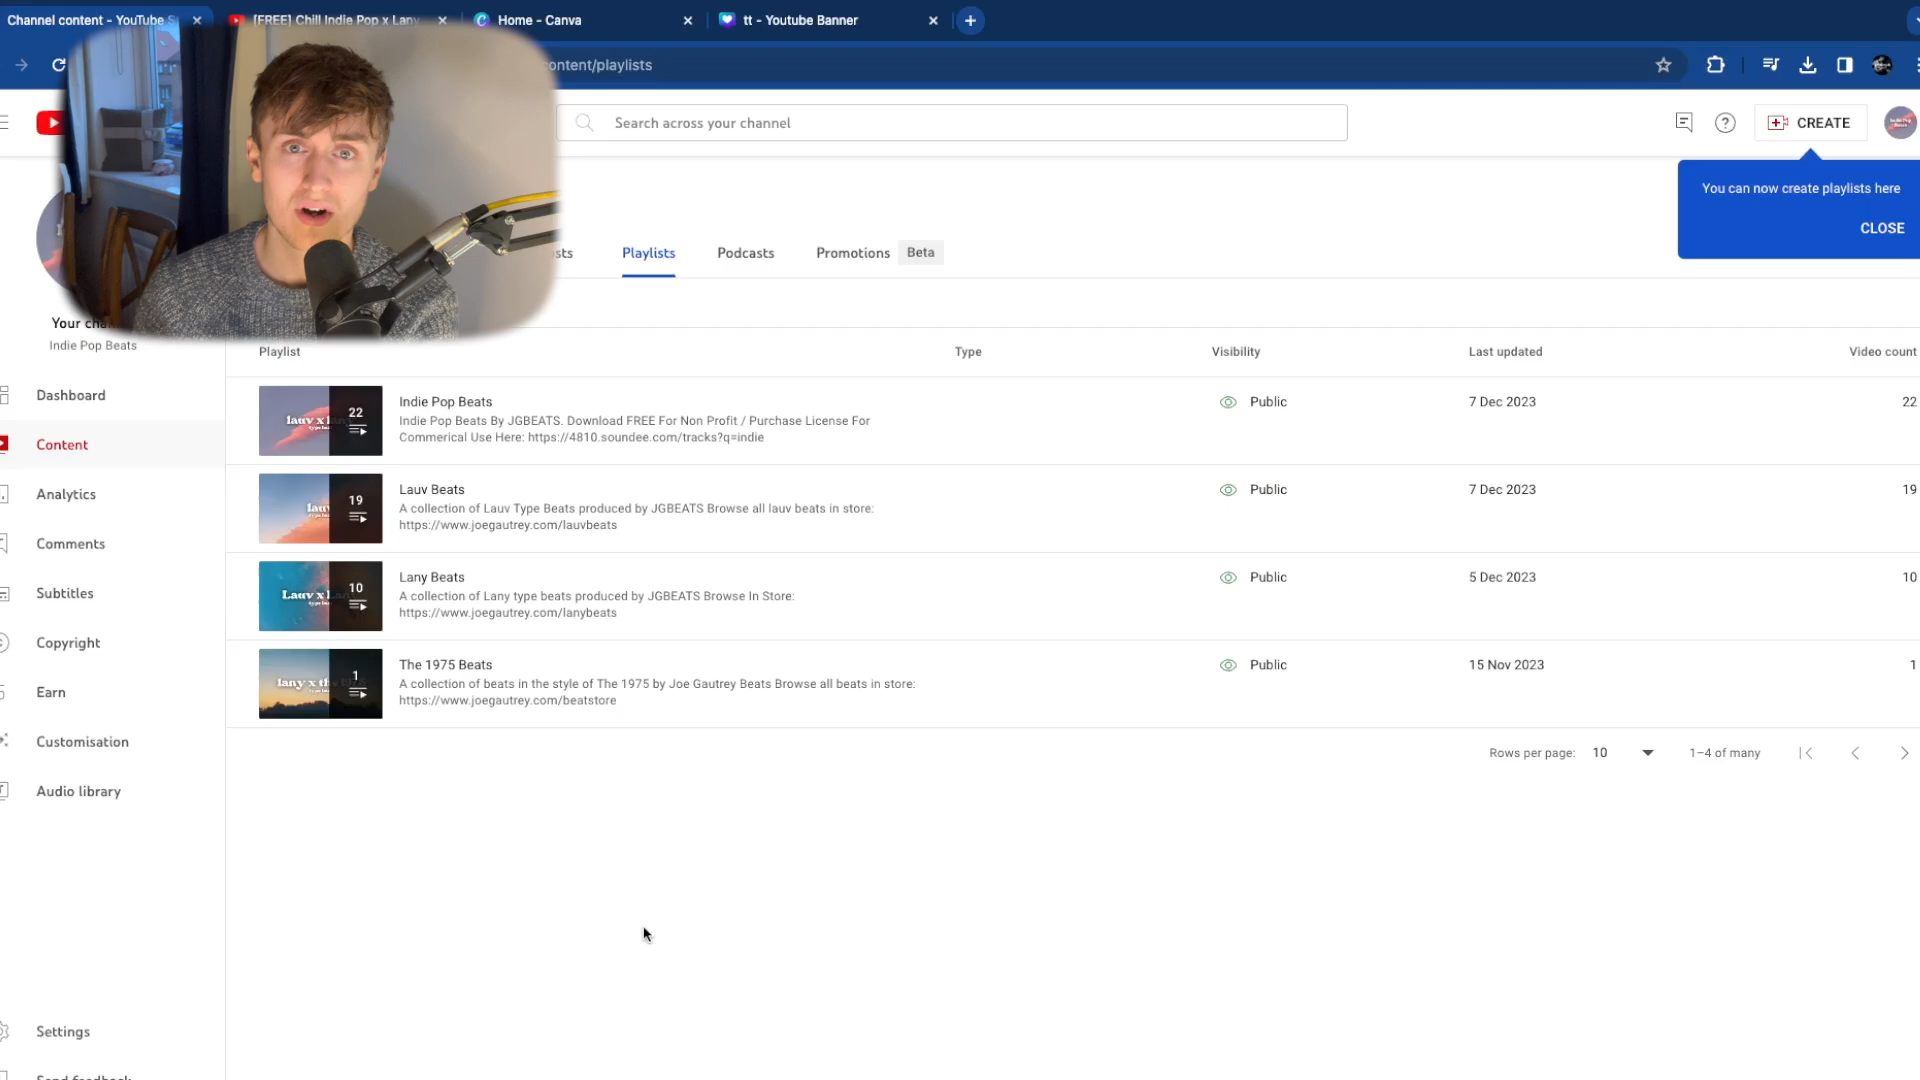 Channel content - YouTube S
[FREE] Chill Indie Pop x Lany
Home - Canva
tt - Youtube Banner
content/playlists
Search across your channel
CREATE
You can now create playlists here
CLOSE
Playlists
Podcasts
Promotions
Beta
Your cha
Indie Pop Beats
Playlist
Type
Visibility
Last updated
Video count
Dashboard
Content
Analytics
Comments
Subtitles
Copyright
Earn
Customisation
Audio library
Settings
22
Indie Pop Beats
Indie Pop Beats By JGBEATS. Download FREE For Non Profit / Purchase License For
Commerical Use Here: https://4810.soundee.com/tracks?q=indie
Public
7 Dec 2023
22
19
Lauv Beats
A collection of Lauv Type Beats produced by JGBEATS Browse all lauv beats in store:
https://www.joegautrey.com/lauvbeats
Public
7 Dec 2023
19
10
Lany Beats
A collection of Lany type beats produced by JGBEATS Browse In Store:
https://www.joegautrey.com/lanybeats
Public
5 Dec 2023
10
1
The 1975 Beats
A collection of beats in the style of The 1975 by Joe Gautrey Beats Browse all beats in store:
https://www.joegautrey.com/beatstore
Public
15 Nov 2023
1
Rows per page:
10
1–4 of many